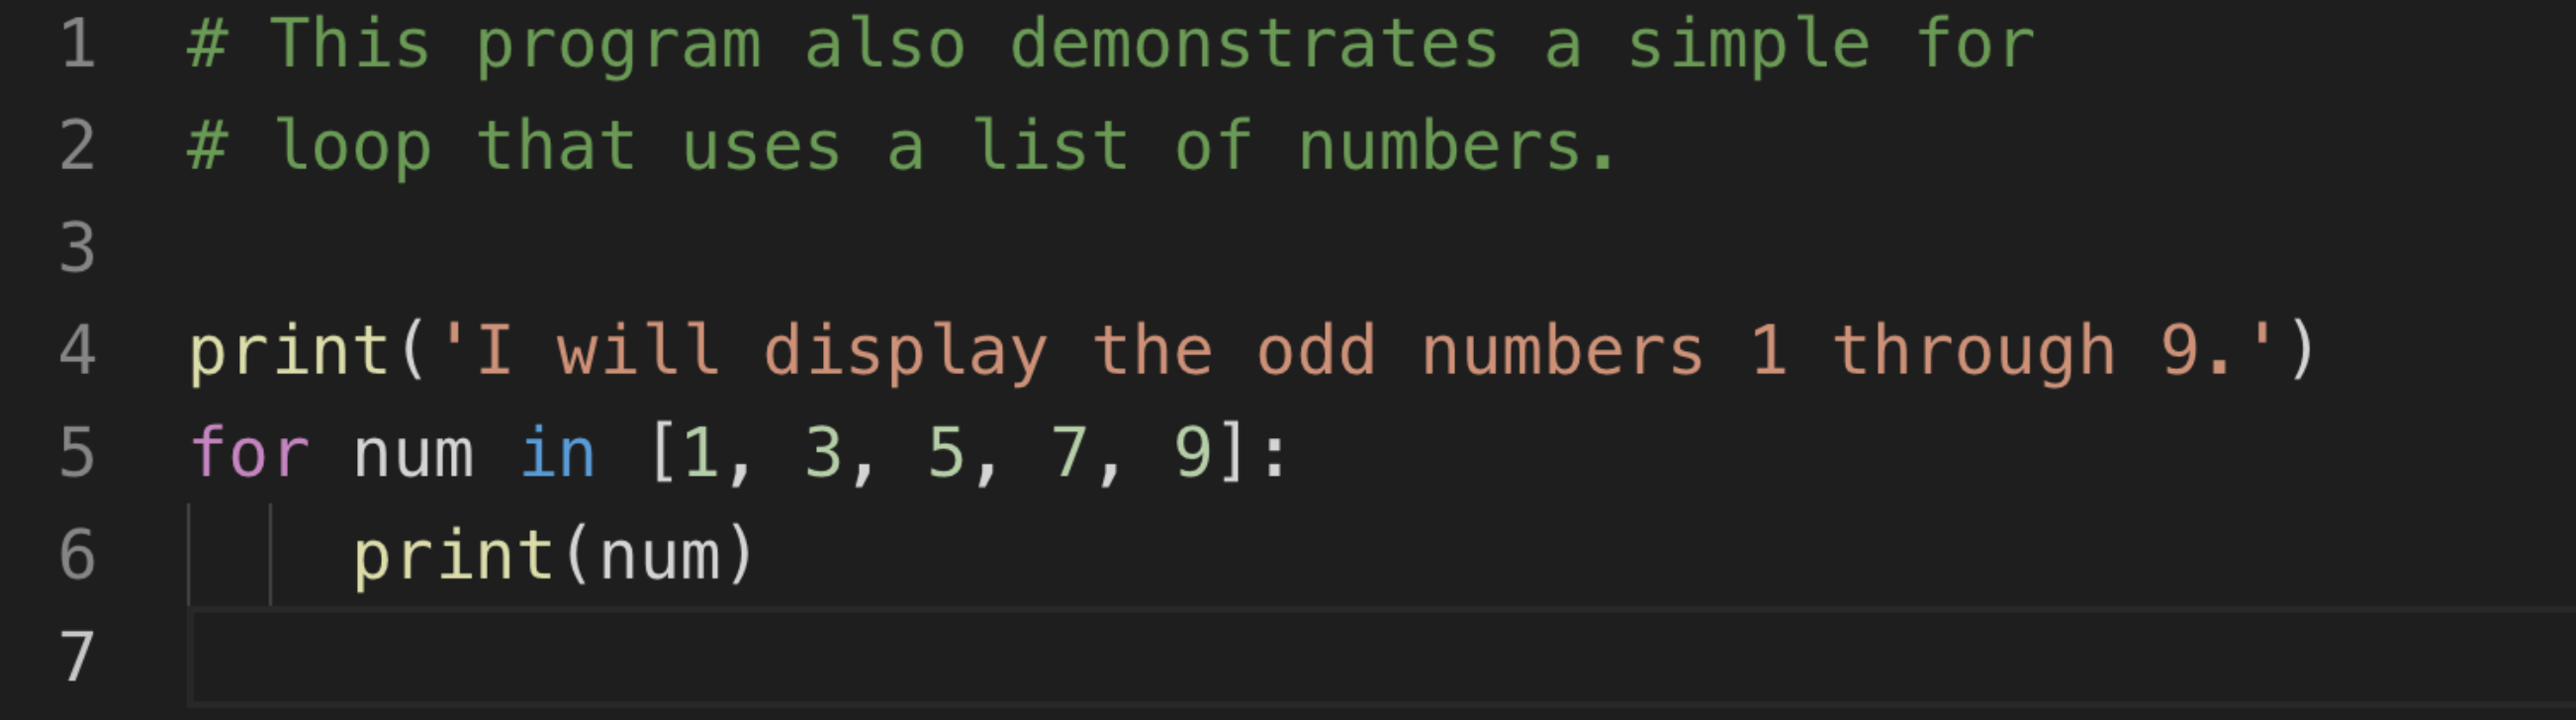 1 # This program also demonstrates a simple for
2 # loop that uses a list of numbers.
3
4 print('I will display the odd numbers 1 through 9.')
5 for num in [1, 3, 5, 7, 9]:
6     print(num)
7